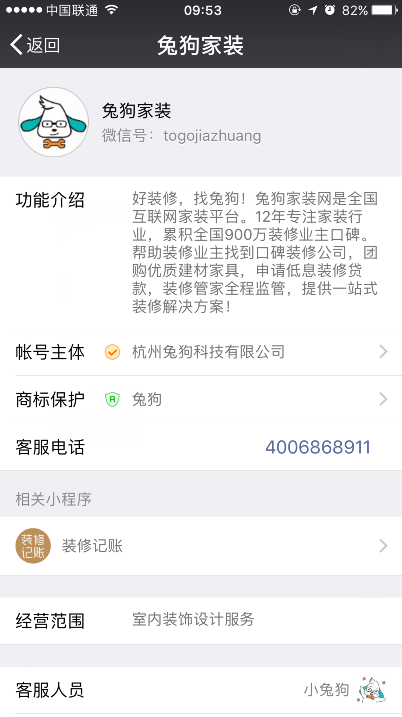 中国联通 09:53 82%
返回 兔狗家装
兔狗家装
微信号：togojiazhuang
功能介绍 好装修，找兔狗！兔狗家装网是全国
互联网家装平台。12年专注家装行
业，累积全国900万装修业主口碑。
帮助装修业主找到口碑装修公司，团
购优质建材家具，申请低息装修贷
款，装修管家全程监管，提供一站式
装修解决方案！
帐号主体 杭州兔狗科技有限公司
商标保护 R 兔狗
客服电话 4006868911
相关小程序
装修
记账 装修记账
经营范围 室内装饰设计服务
客服人员 小兔狗